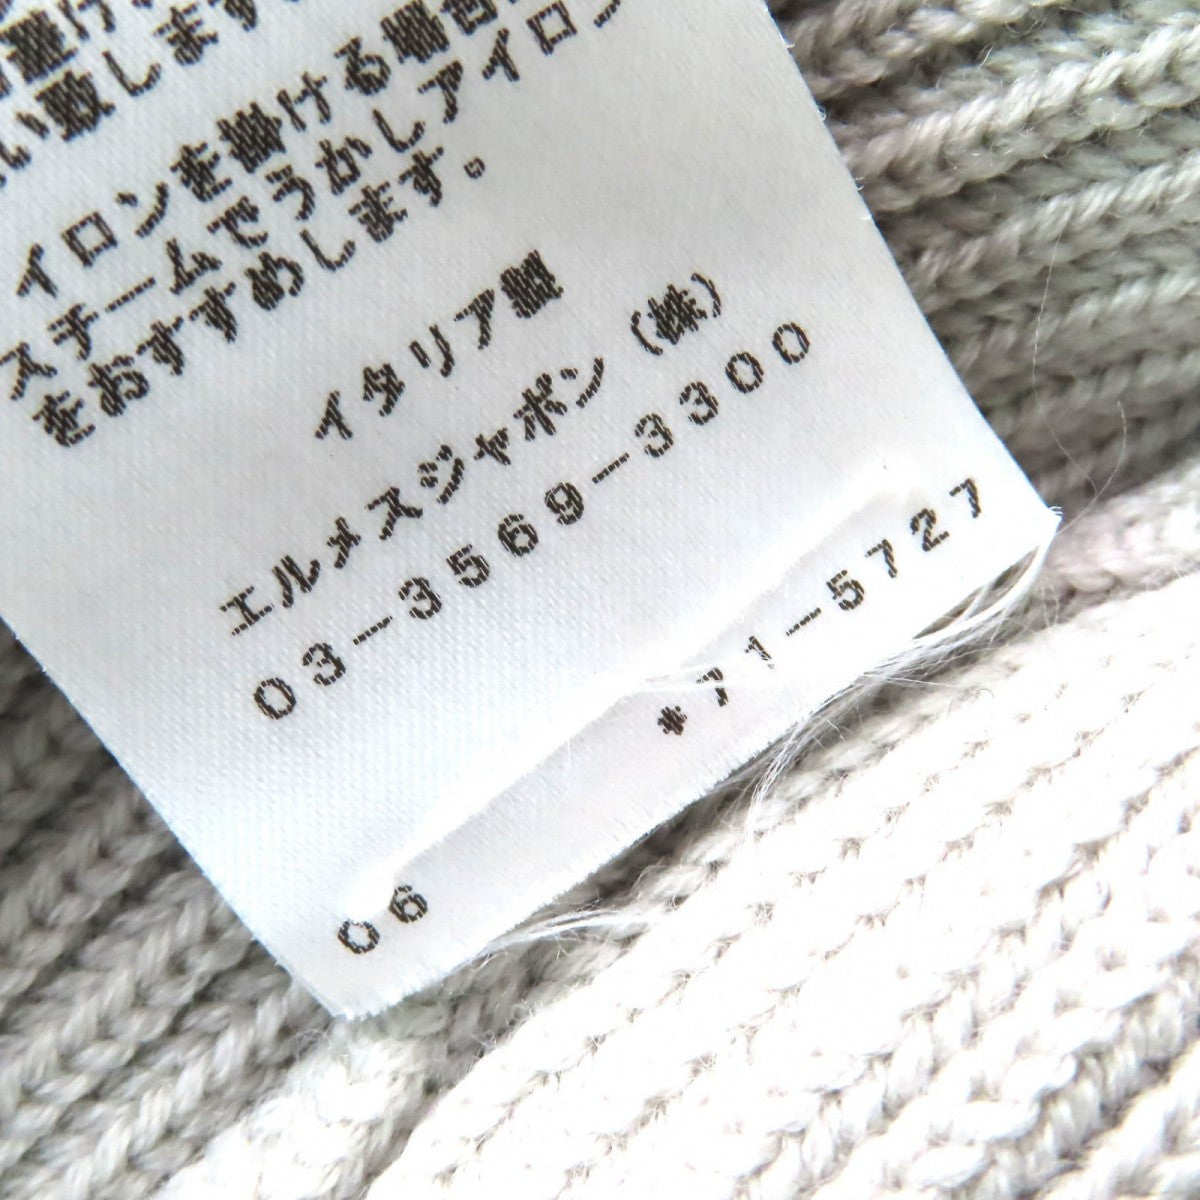 置け
い致します
イロンを掛ける場合
スチームでうかしアイロン
をおすすめします。
イタリア製
エルメスジャポン（株）
03-3569-3300
*71-5727
06